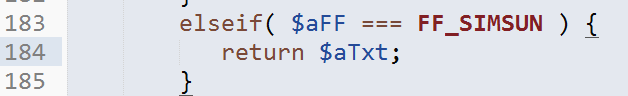 183 elseif( $aFF === FF_SIMSUN ) {
184 return $aTxt;
185 }